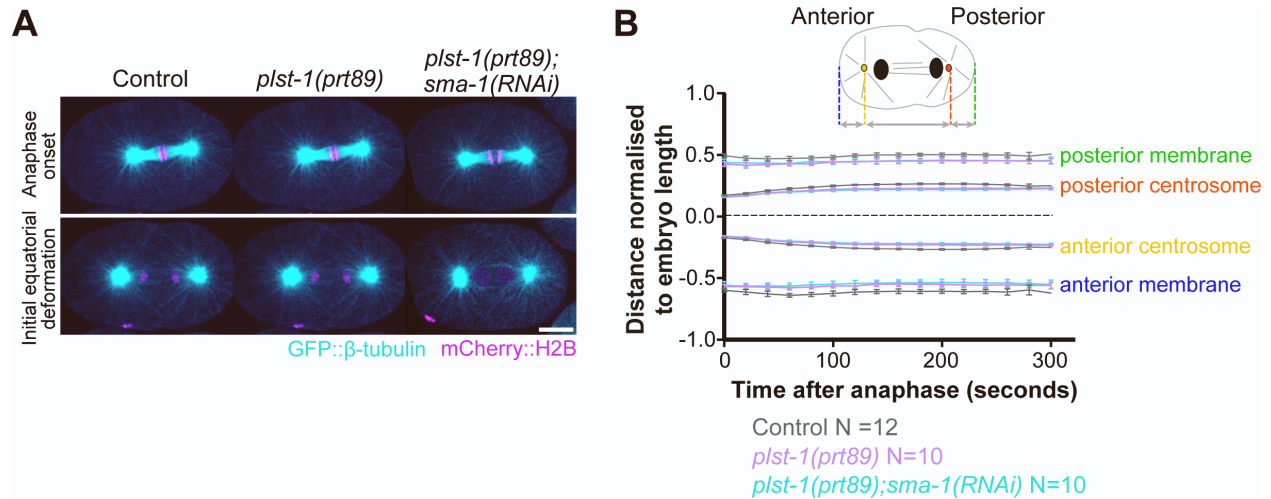 A
Control
plst-1(prt89)
plst-1(prt89);
sma-1(RNAi)
Anaphase
onset
Initial equatorial
deformation
GFP::β-tubulin
mCherry::H2B
B
Anterior
Posterior
Distance normalised
to embryo length
1.0
0.5
0.0
-0.5
-1.0
posterior membrane
posterior centrosome
anterior centrosome
anterior membrane
0
100
200
300
Time after anaphase (seconds)
Control N =12
plst-1(prt89) N=10
plst-1(prt89);sma-1(RNAi) N=10